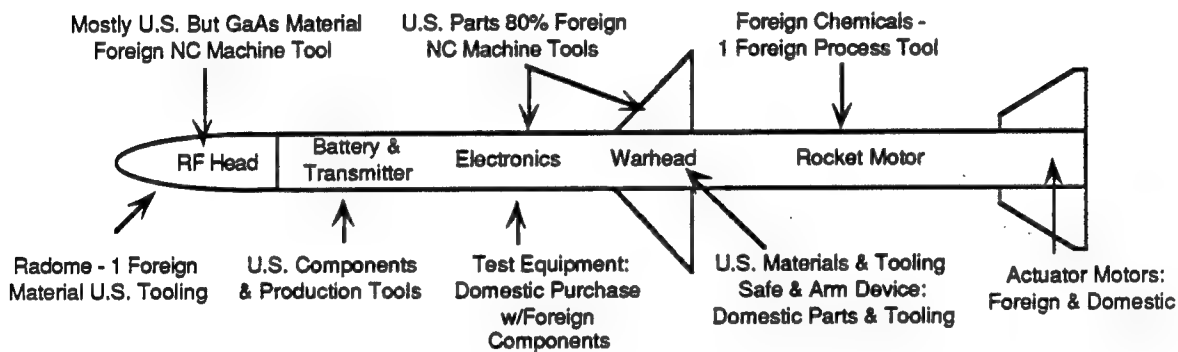 Mostly U.S. But GaAs Material
Foreign NC Machine Tool
U.S. Parts 80% Foreign
NC Machine Tools
Foreign Chemicals -
1 Foreign Process Tool
RF Head
Battery &
Transmitter
Electronics
Warhead
Rocket Motor
Radome - 1 Foreign
Material U.S. Tooling
U.S. Components
& Production Tools
Test Equipment:
Domestic Purchase
w/Foreign
Components
U.S. Materials & Tooling
Safe & Arm Device:
Domestic Parts & Tooling
Actuator Motors:
Foreign & Domestic